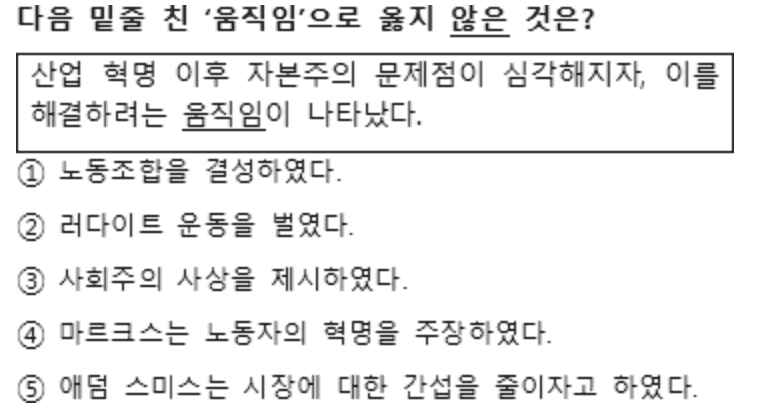 다음 밑줄 친 ‘움직임’으로 옳지 않은 것은?
산업 혁명 이후 자본주의 문제점이 심각해지자, 이를
해결하려는 움직임이 나타났다.
① 노동조합을 결성하였다.
② 러다이트 운동을 벌였다.
③ 사회주의 사상을 제시하였다.
④ 마르크스는 노동자의 혁명을 주장하였다.
⑤ 애덤 스미스는 시장에 대한 간섭을 줄이자고 하였다.